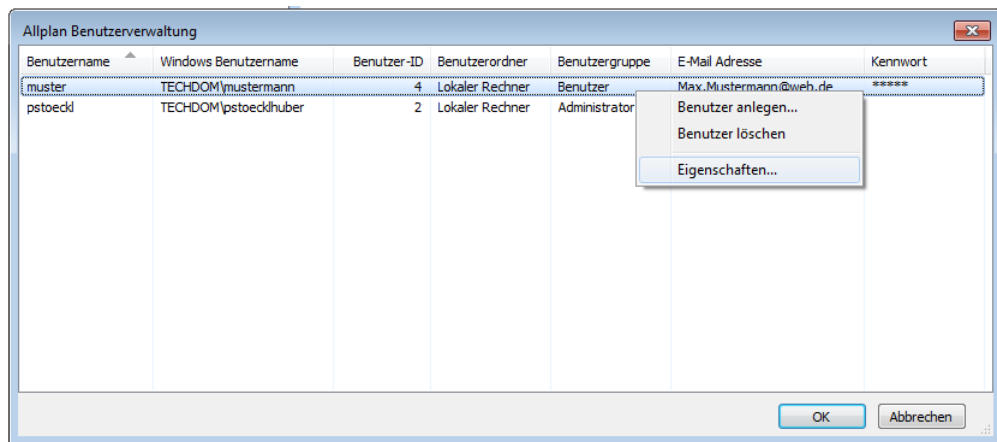 Allplan Benutzerverwaltung
Benutzername Windows Benutzername Benutzer-ID Benutzerordner Benutzergruppe E-Mail Adresse Kennwort
muster TECHDOM\mustermann 4 Lokaler Rechner Benutzer Max.Mustermann@web.de *****
pstoeckl TECHDOM\pstoecklhuber 2 Lokaler Rechner Administrator
Benutzer anlegen...
Benutzer löschen
Eigenschaften...
OK Abbrechen